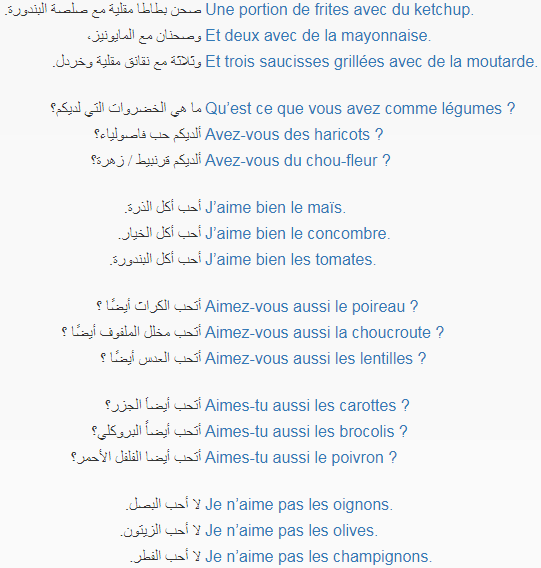 صحن بطاطا مقلية مع صلصة البندورة. Une portion de frites avec du ketchup.
وصحنان مع المايونيز، Et deux avec de la mayonnaise.
وثلاثة مع نقانق مقلية وخردل. Et trois saucisses grillées avec de la moutarde.
ما هي الخضروات التي لديكم؟ Qu’est ce que vous avez comme légumes ?
ألديكم حب فاصولياء؟ Avez-vous des haricots ?
ألديكم قرنبيط / زهرة؟ Avez-vous du chou-fleur ?
أحب أكل الذرة. J’aime bien le maïs.
أحب أكل الخيار. J’aime bien le concombre.
أحب أكل البندورة. J’aime bien les tomates.
أتحب الكراث أيضًا ؟ Aimez-vous aussi le poireau ?
أتحب مخلل الملفوف أيضًا ؟ Aimez-vous aussi la choucroute ?
أتحب العدس أيضًا ؟ Aimez-vous aussi les lentilles ?
أتحب أيضاً الجزر؟ Aimes-tu aussi les carottes ?
أتحب أيضاً البروكلي؟ Aimes-tu aussi les brocolis ?
أتحب أيضا الفلفل الأحمر؟ Aimes-tu aussi le poivron ?
لا أحب البصل. Je n’aime pas les oignons.
لا أحب الزيتون. Je n’aime pas les olives.
لا أحب الفطر. Je n’aime pas les champignons.